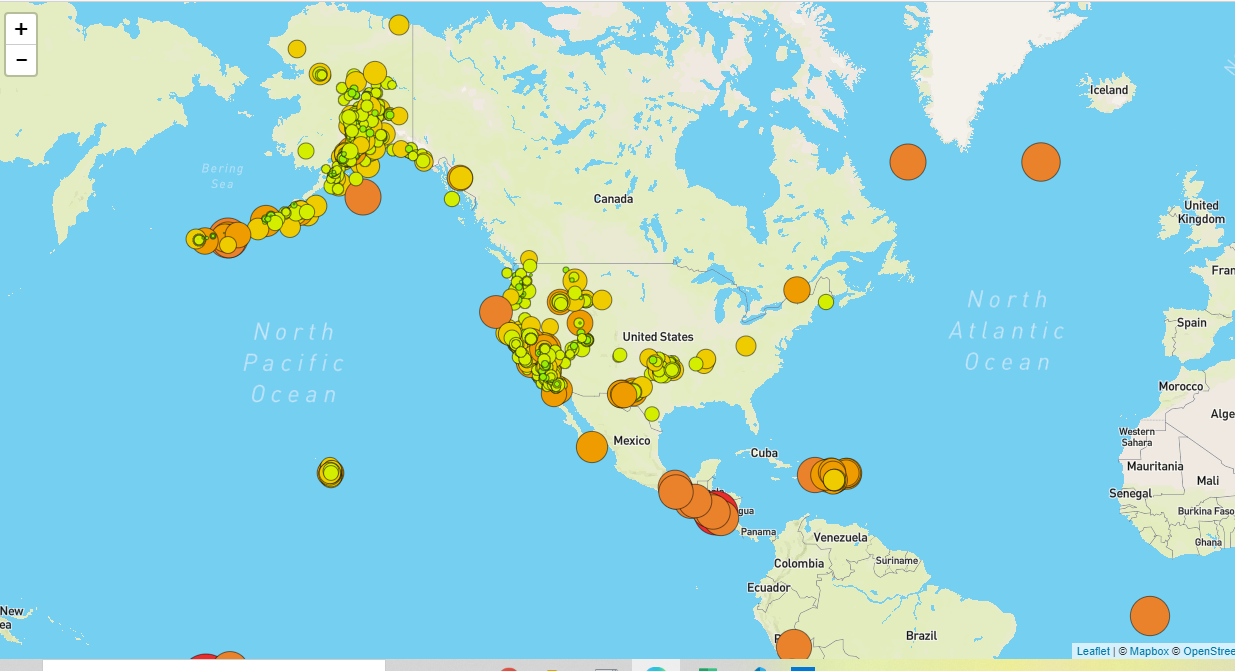 +
−
Iceland
Bering
Sea
Canada
United
Kingdom
Fran
North
Pacific
Ocean
North
Atlantic
Ocean
United States
Spain
Morocco
Alge
Mexico
Cuba
Western
Sahara
Mauritania
Mali
Senegal
gua
Burkina Faso
Panama
Ghana
Venezuela
Colombia
Suriname
Ecuador
New
ea
Brazil
P
Leaflet | © Mapbox © OpenStree